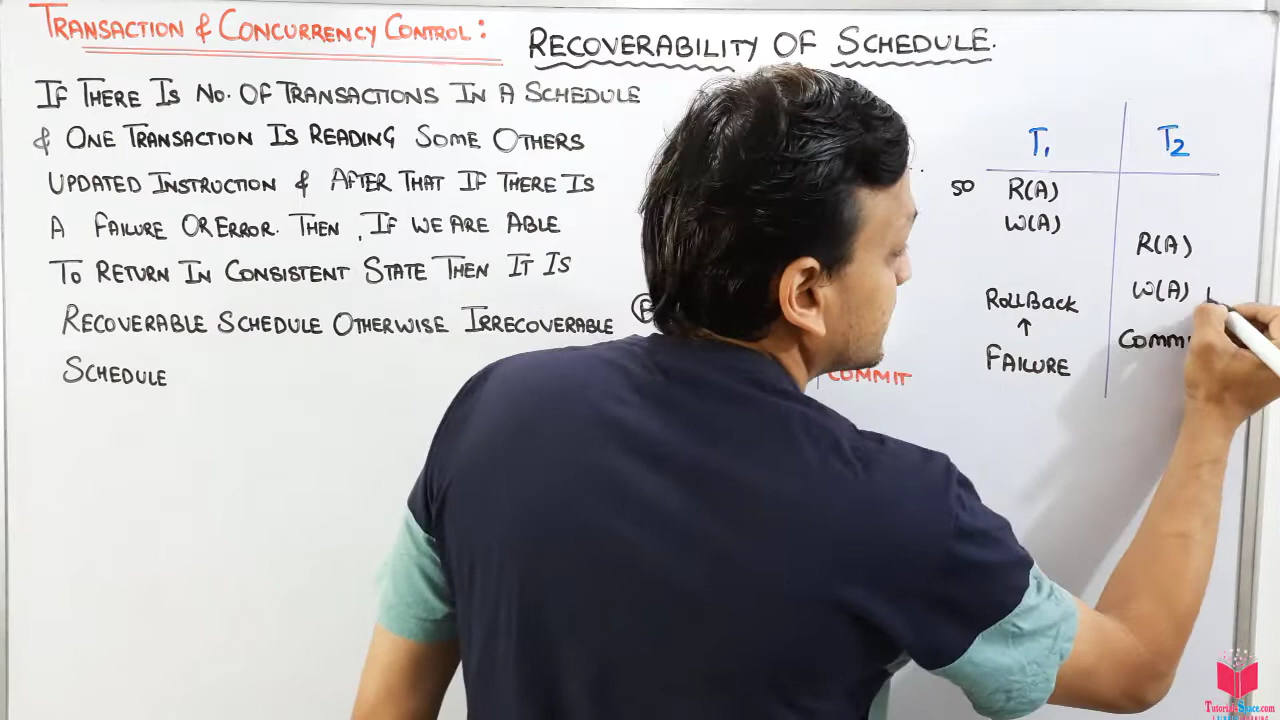 TRANSACTION & CONCURRENCY CONTROL:
RECOVERABILITY OF SCHEDULE.
IF THERE IS NO. OF TRANSACTIONS IN A SCHEDULE
& ONE TRANSACTION IS READING SOME OTHERS
UPDATED INSTRUCTION & AFTER THAT IF THERE IS
A FAILURE OR ERROR. THEN, IF WE ARE ABLE
TO RETURN IN CONSISTENT STATE THEN IT IS
RECOVERABLE SCHEDULE OTHERWISE IRRECOVERABLE
SCHEDULE
COMMIT
T1 T2
50 R(A)
W(A)
R(A)
W(A)
ROLLBACK
↑
FAILURE
COMM
TutorialsSpace.com